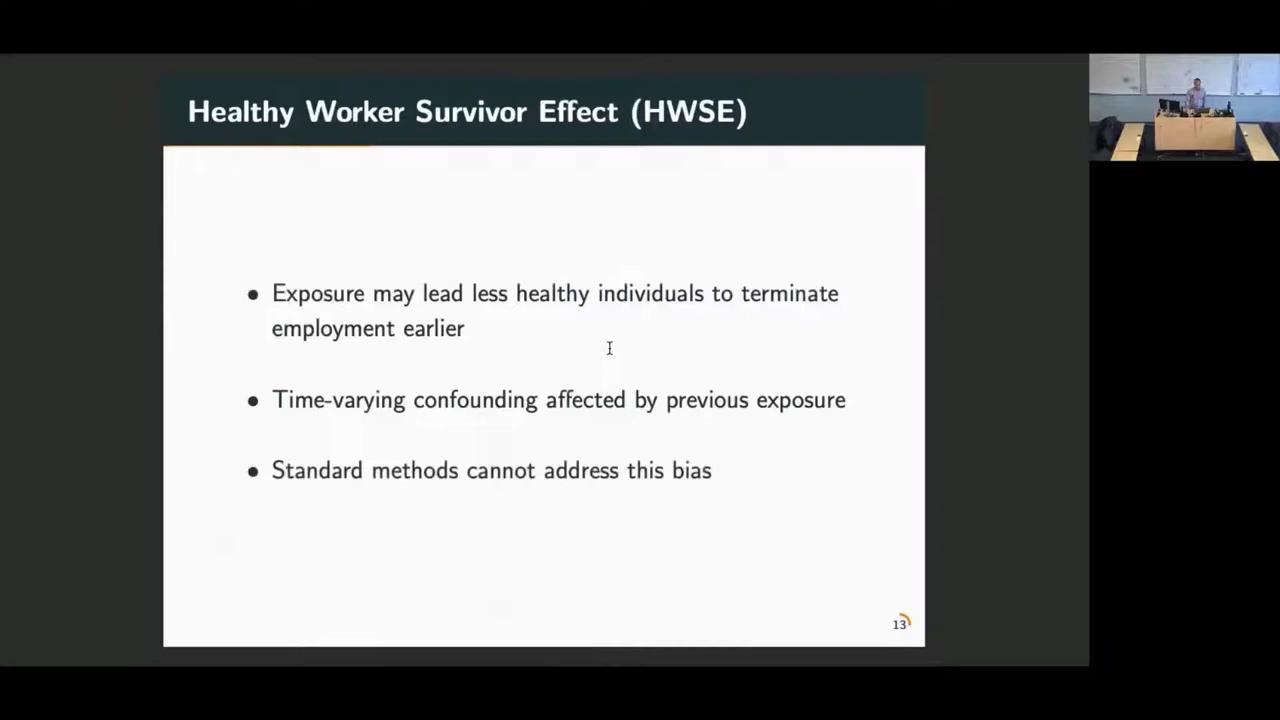 Healthy Worker Survivor Effect (HWSE)
• Exposure may lead less healthy individuals to terminate
employment earlier
• Time-varying confounding affected by previous exposure
• Standard methods cannot address this bias
13